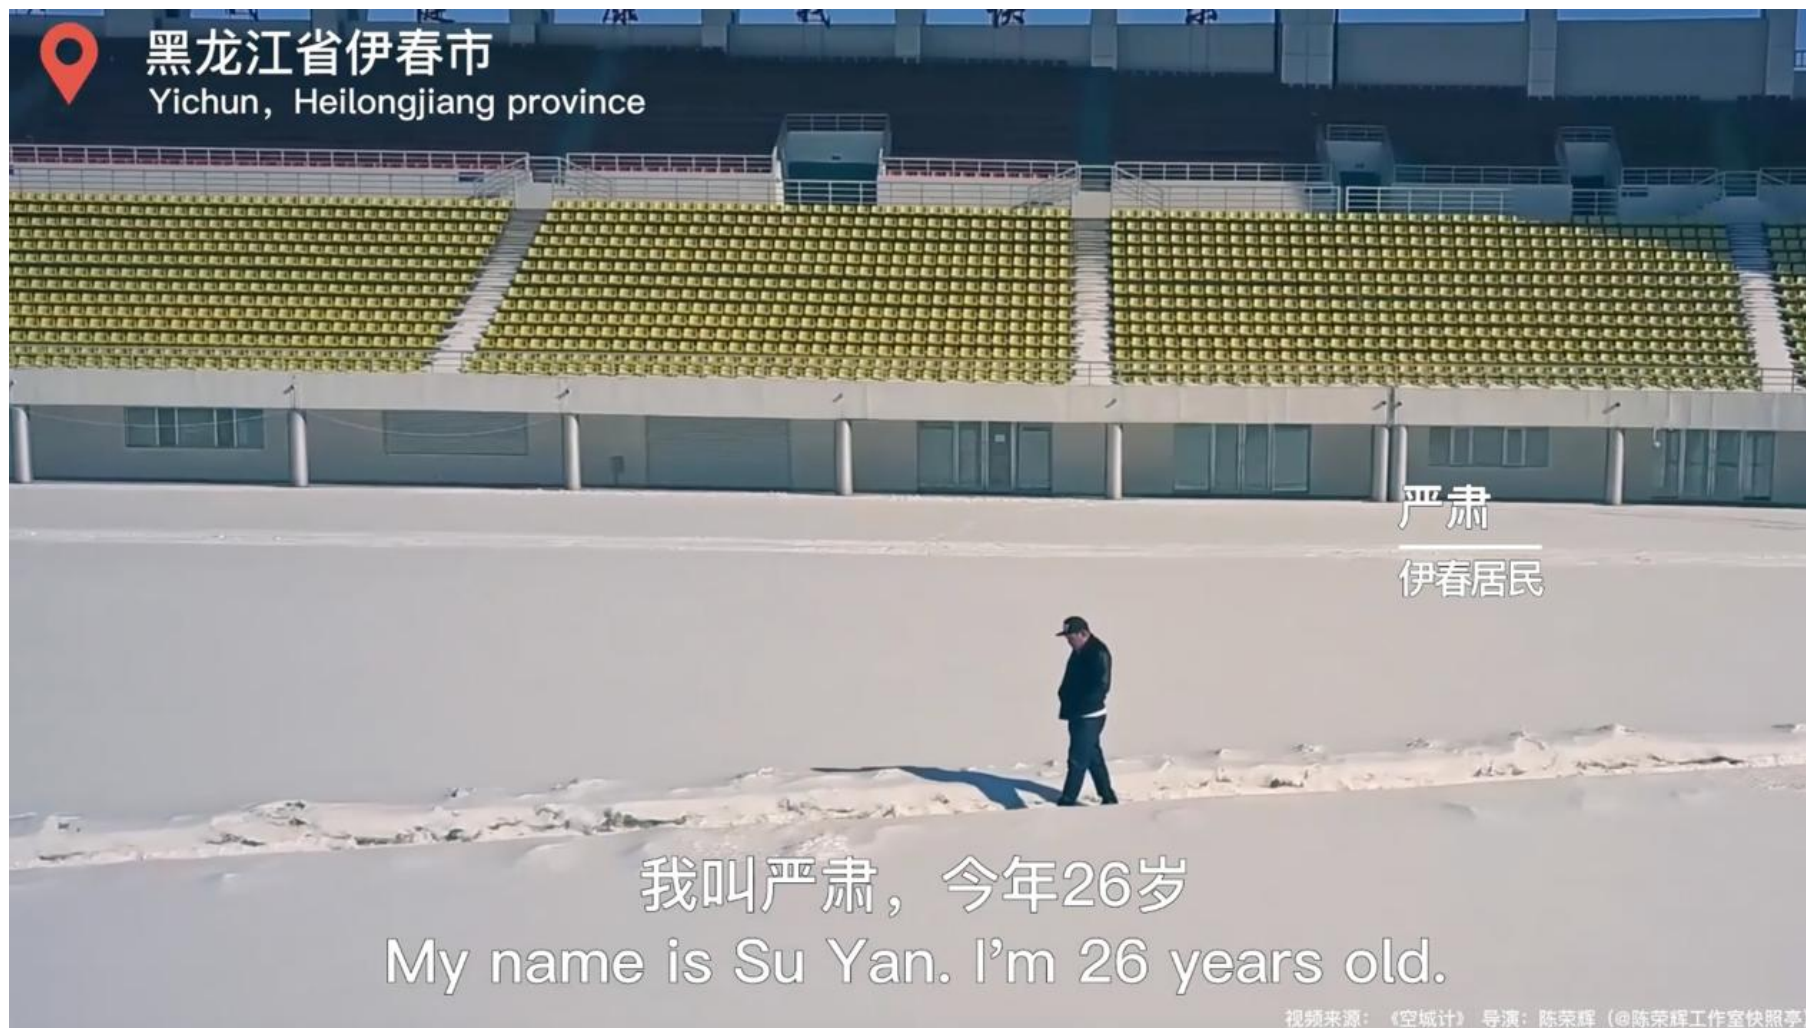 黑龙江省伊春市
Yichun, Heilongjiang province
严肃
伊春居民
我叫严肃，今年26岁
My name is Su Yan. I'm 26 years old.
视频来源：《空城计》 导演：陈荣辉（@陈荣辉工作室快照亭）